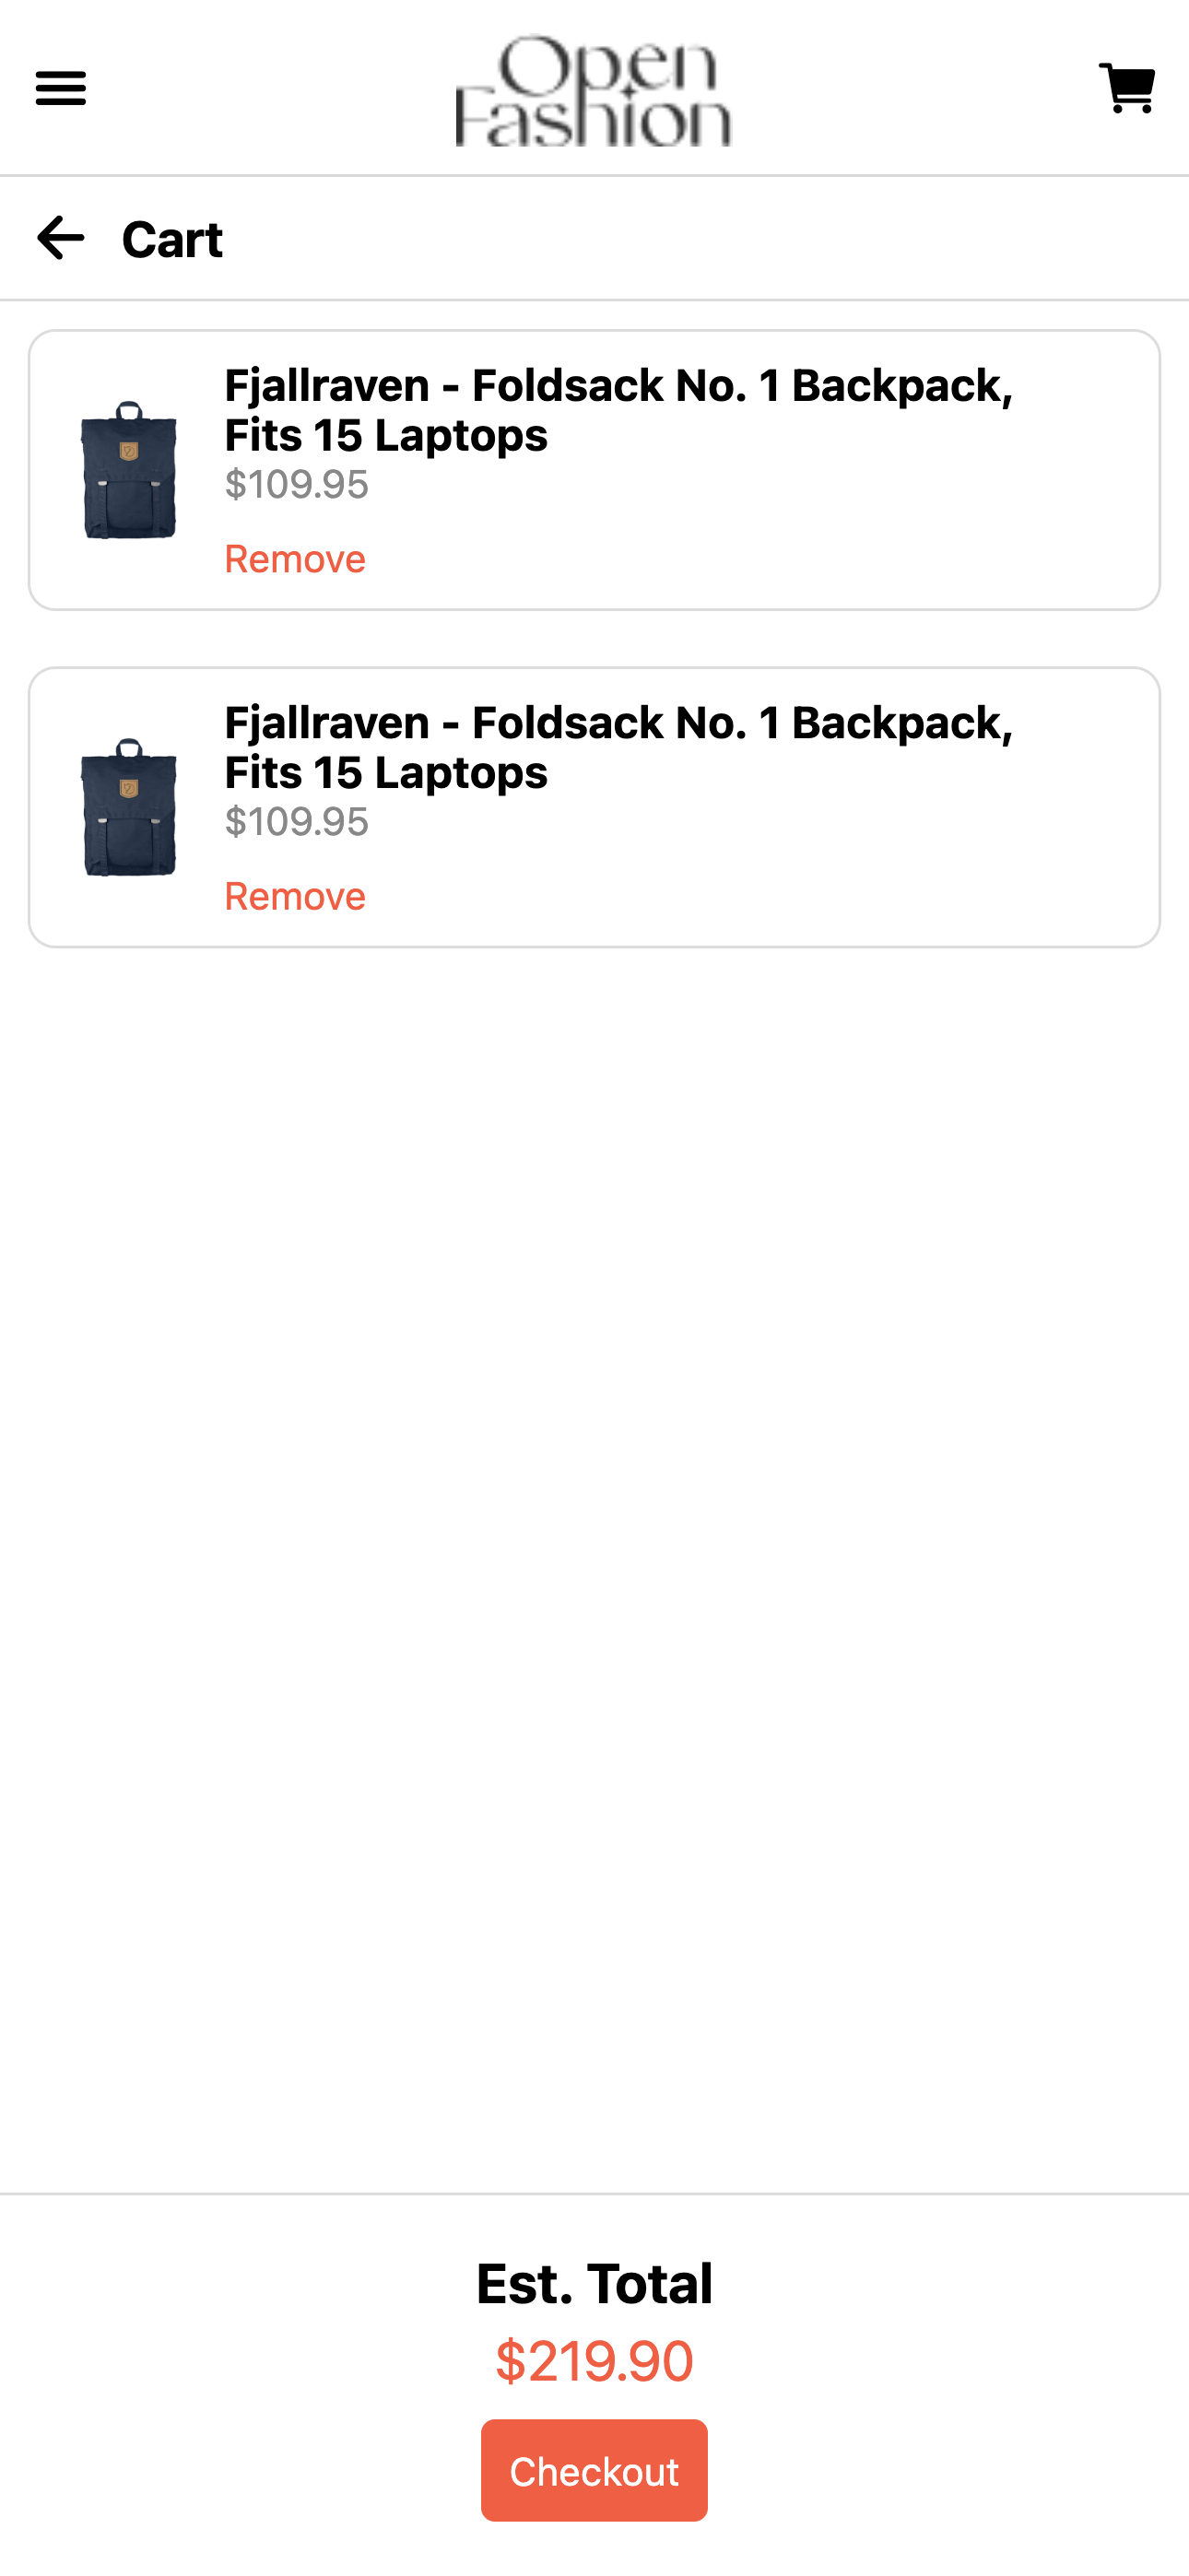 Open
Fashion
Cart
Fjallraven - Foldsack No. 1 Backpack,
Fits 15 Laptops
$109.95
Remove
Fjallraven - Foldsack No. 1 Backpack,
Fits 15 Laptops
$109.95
Remove
Est. Total
$219.90
Checkout